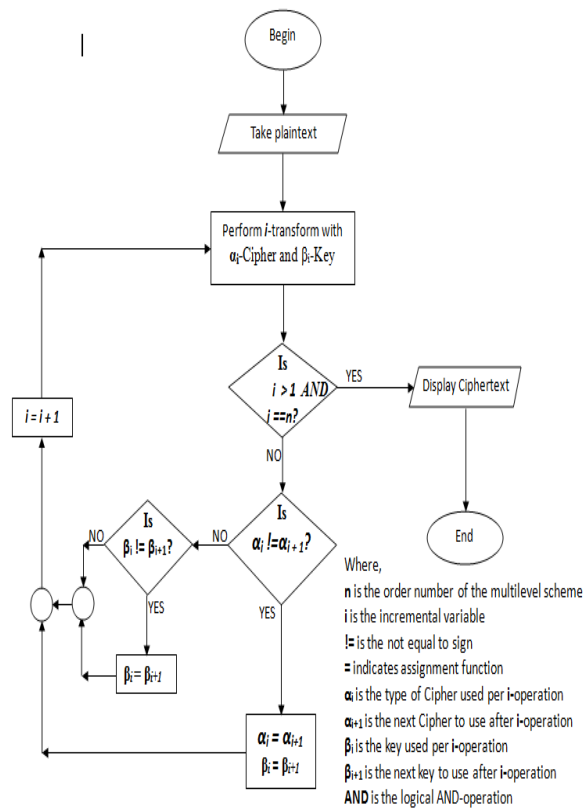 Begin
Take plaintext
Perform i-transform with
αi-Cipher and βi-Key
Is
i > 1 AND
i ==n?
YES
Display Ciphertext
NO
End
i = i + 1
Is
αi !=αi+1?
NO
Is
βi != βi+1?
NO
YES
YES
βi = βi+1
αi = αi+1
βi = βi+1
Where,
n is the order number of the multilevel scheme
i is the incremental variable
!= is the not equal to sign
= indicates assignment function
αi is the type of Cipher used per i-operation
αi+1 is the next Cipher to use after i-operation
βi is the key used per i-operation
βi+1 is the next key to use after i-operation
AND is the logical AND-operation